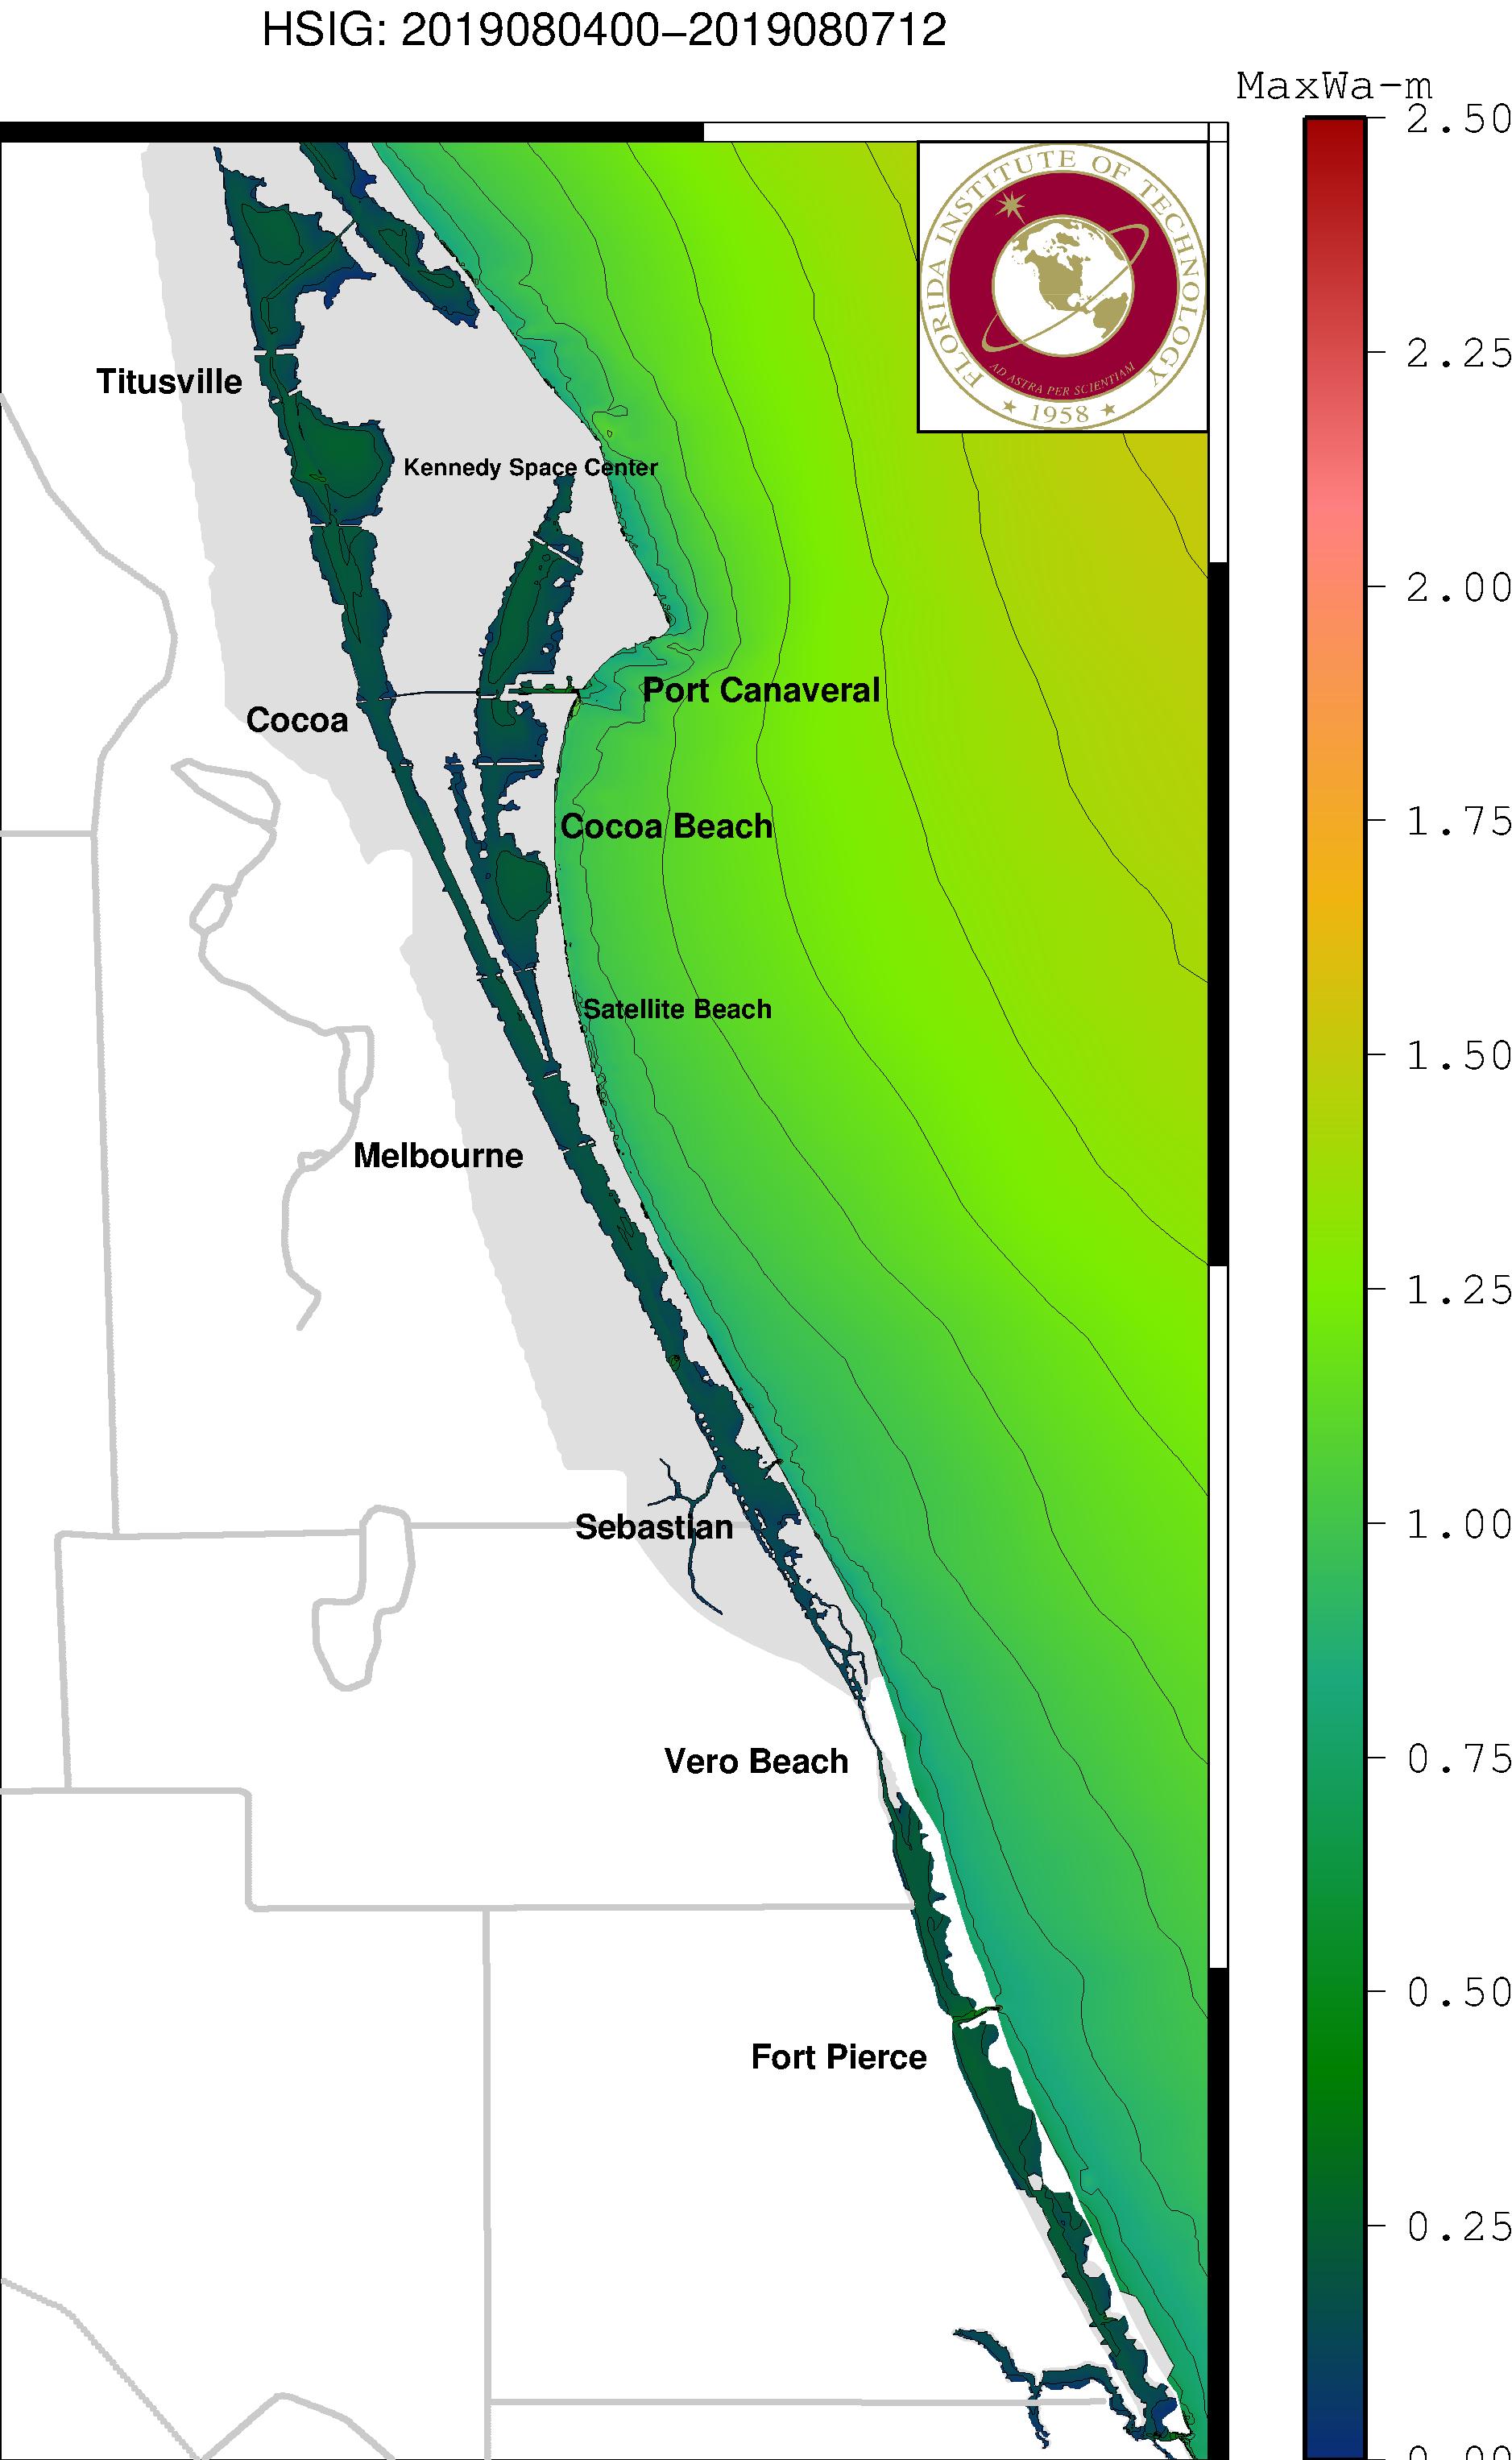 HSIG: 2019080400–2019080712
MaxWa-m
2.50
2.25
2.00
1.75
1.50
1.25
1.00
0.75
0.50
0.25
0.00
FLORIDA INSTITUTE OF TECHNOLOGY
AD ASTRA PER SCIENTIAM
★ 1958 ★
Titusville
Kennedy Space Center
Port Canaveral
Cocoa
Cocoa Beach
Satellite Beach
Melbourne
Sebastian
Vero Beach
Fort Pierce